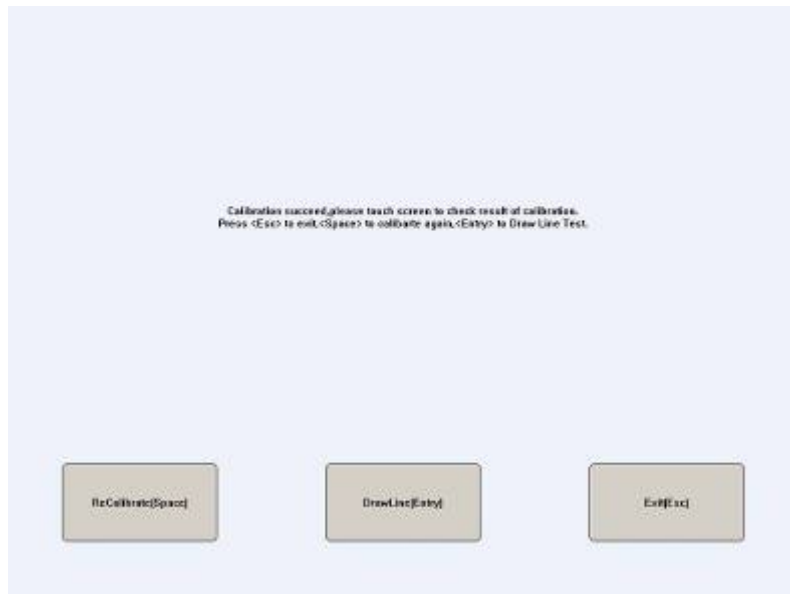 Calibration succeed,please touch screen to check result of calibration.
Press <Esc> to exit,<Space> to calibarte again,<Entry> to Draw Line Test.
ReCalibrate[Space]
DrawLine[Entry]
Exit[Esc]